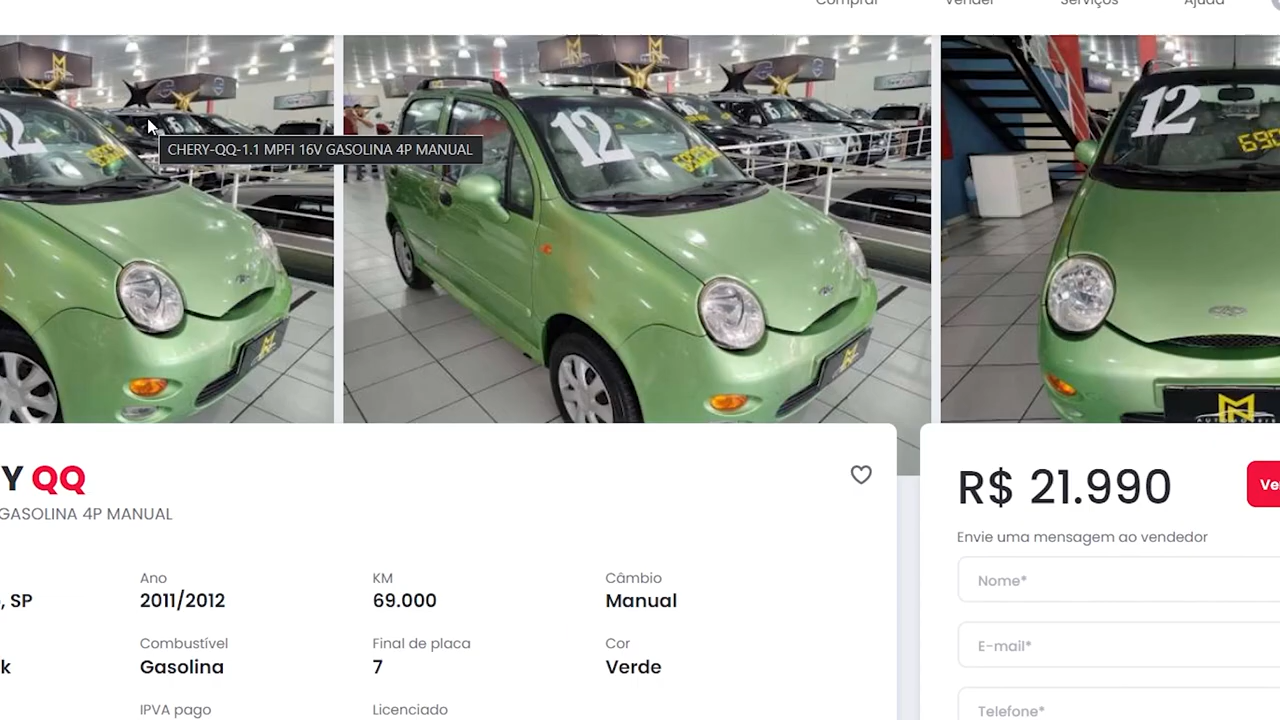 Comprar Vender Serviços Ajuda
12
CHERY-QQ-1.1 MPFI 16V GASOLINA 4P MANUAL
12
QQ
GASOLINA 4P MANUAL
R$ 21.990
Envie uma mensagem ao vendedor
Nome*
E-mail*
Telefone*
, SP
Ano
2011/2012
KM
69.000
Câmbio
Manual
Combustível
Gasolina
Final de placa
7
Cor
Verde
IPVA pago
Licenciado